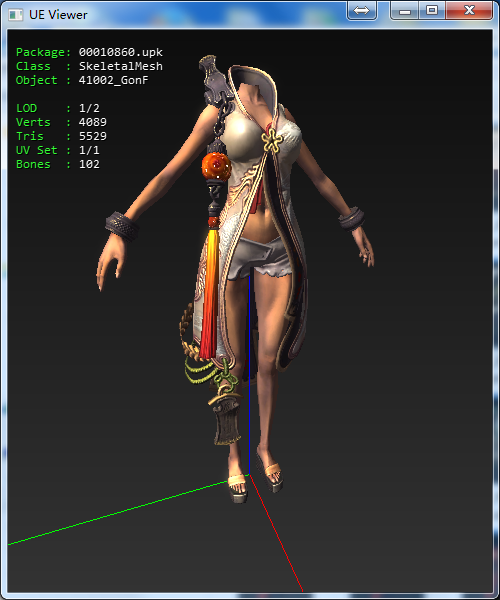 UE Viewer
Package: 00010860.upk
Class  : SkeletalMesh
Object : 41002_GonF
LOD    : 1/2
Verts  : 4089
Tris   : 5529
UV Set : 1/1
Bones  : 102